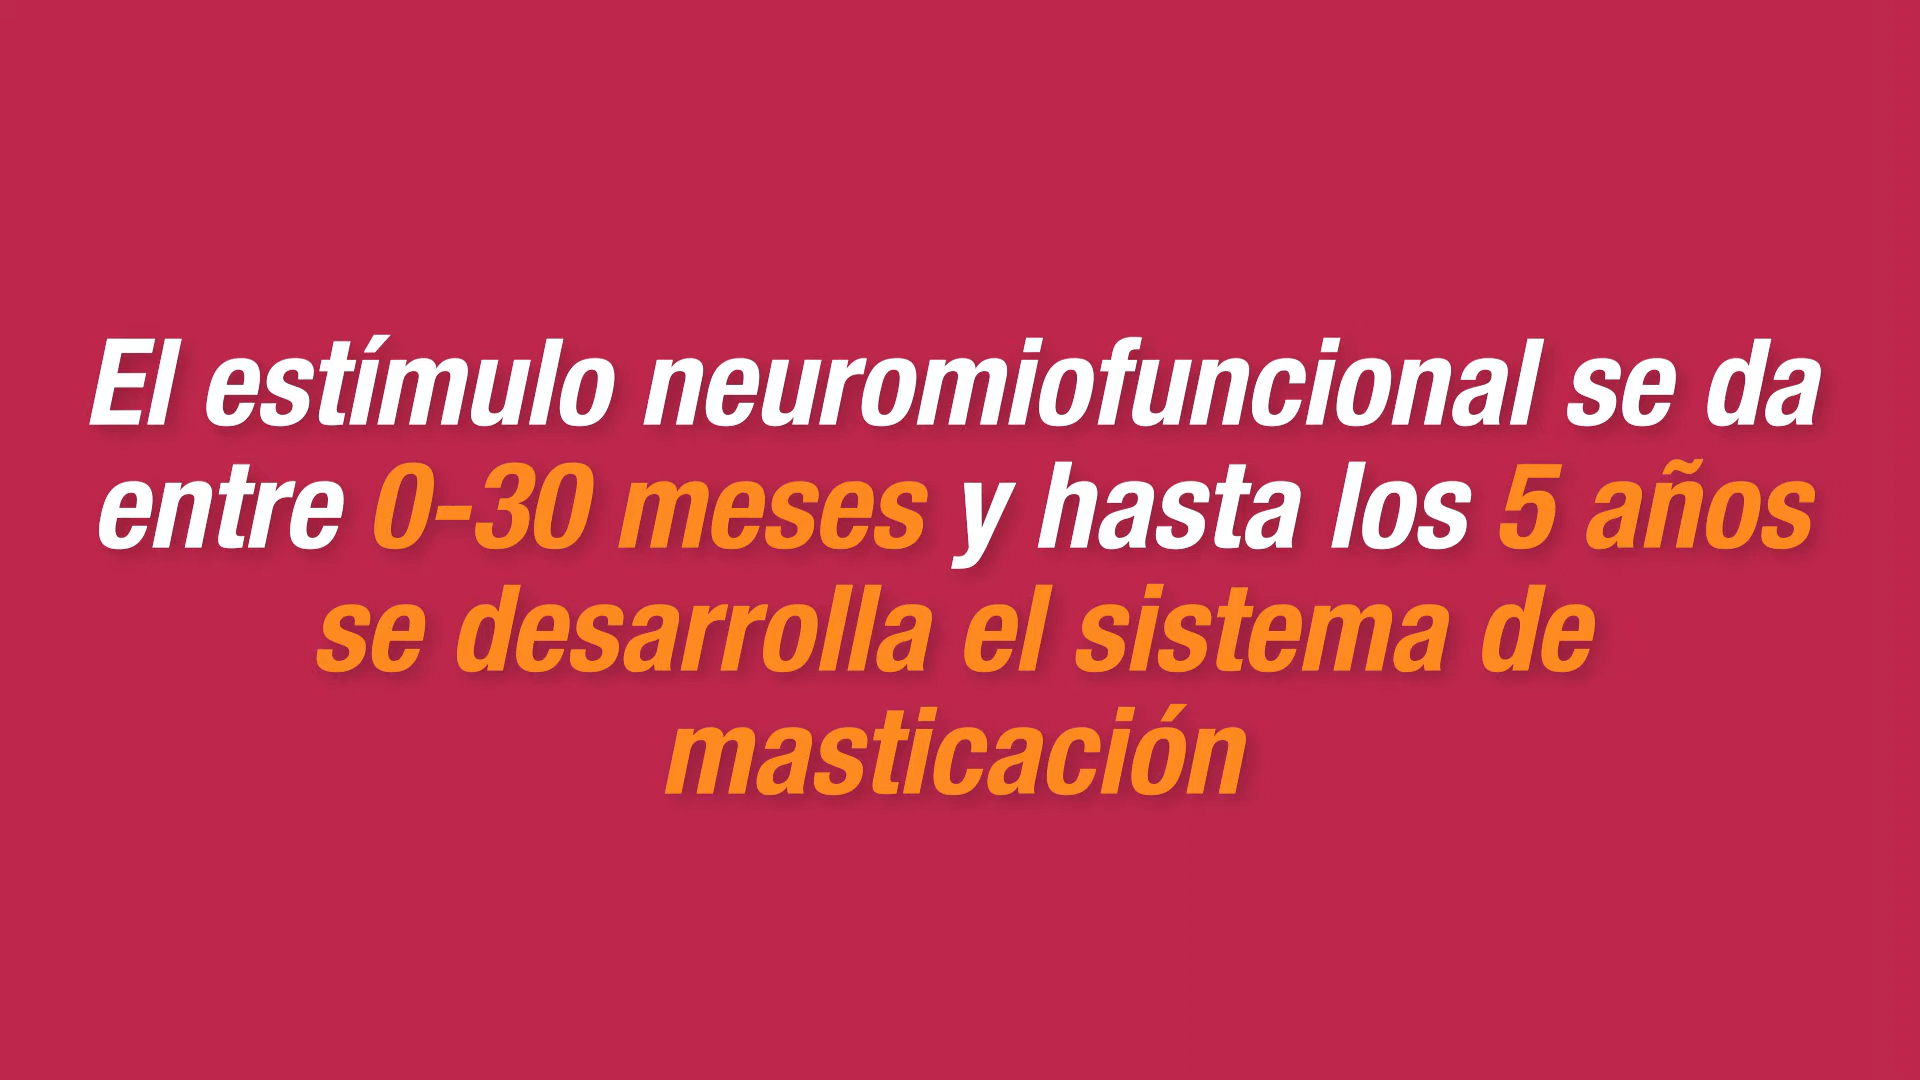 El estímulo neuromiofuncional se da
entre 0-30 meses y hasta los 5 años
se desarrolla el sistema de
masticación